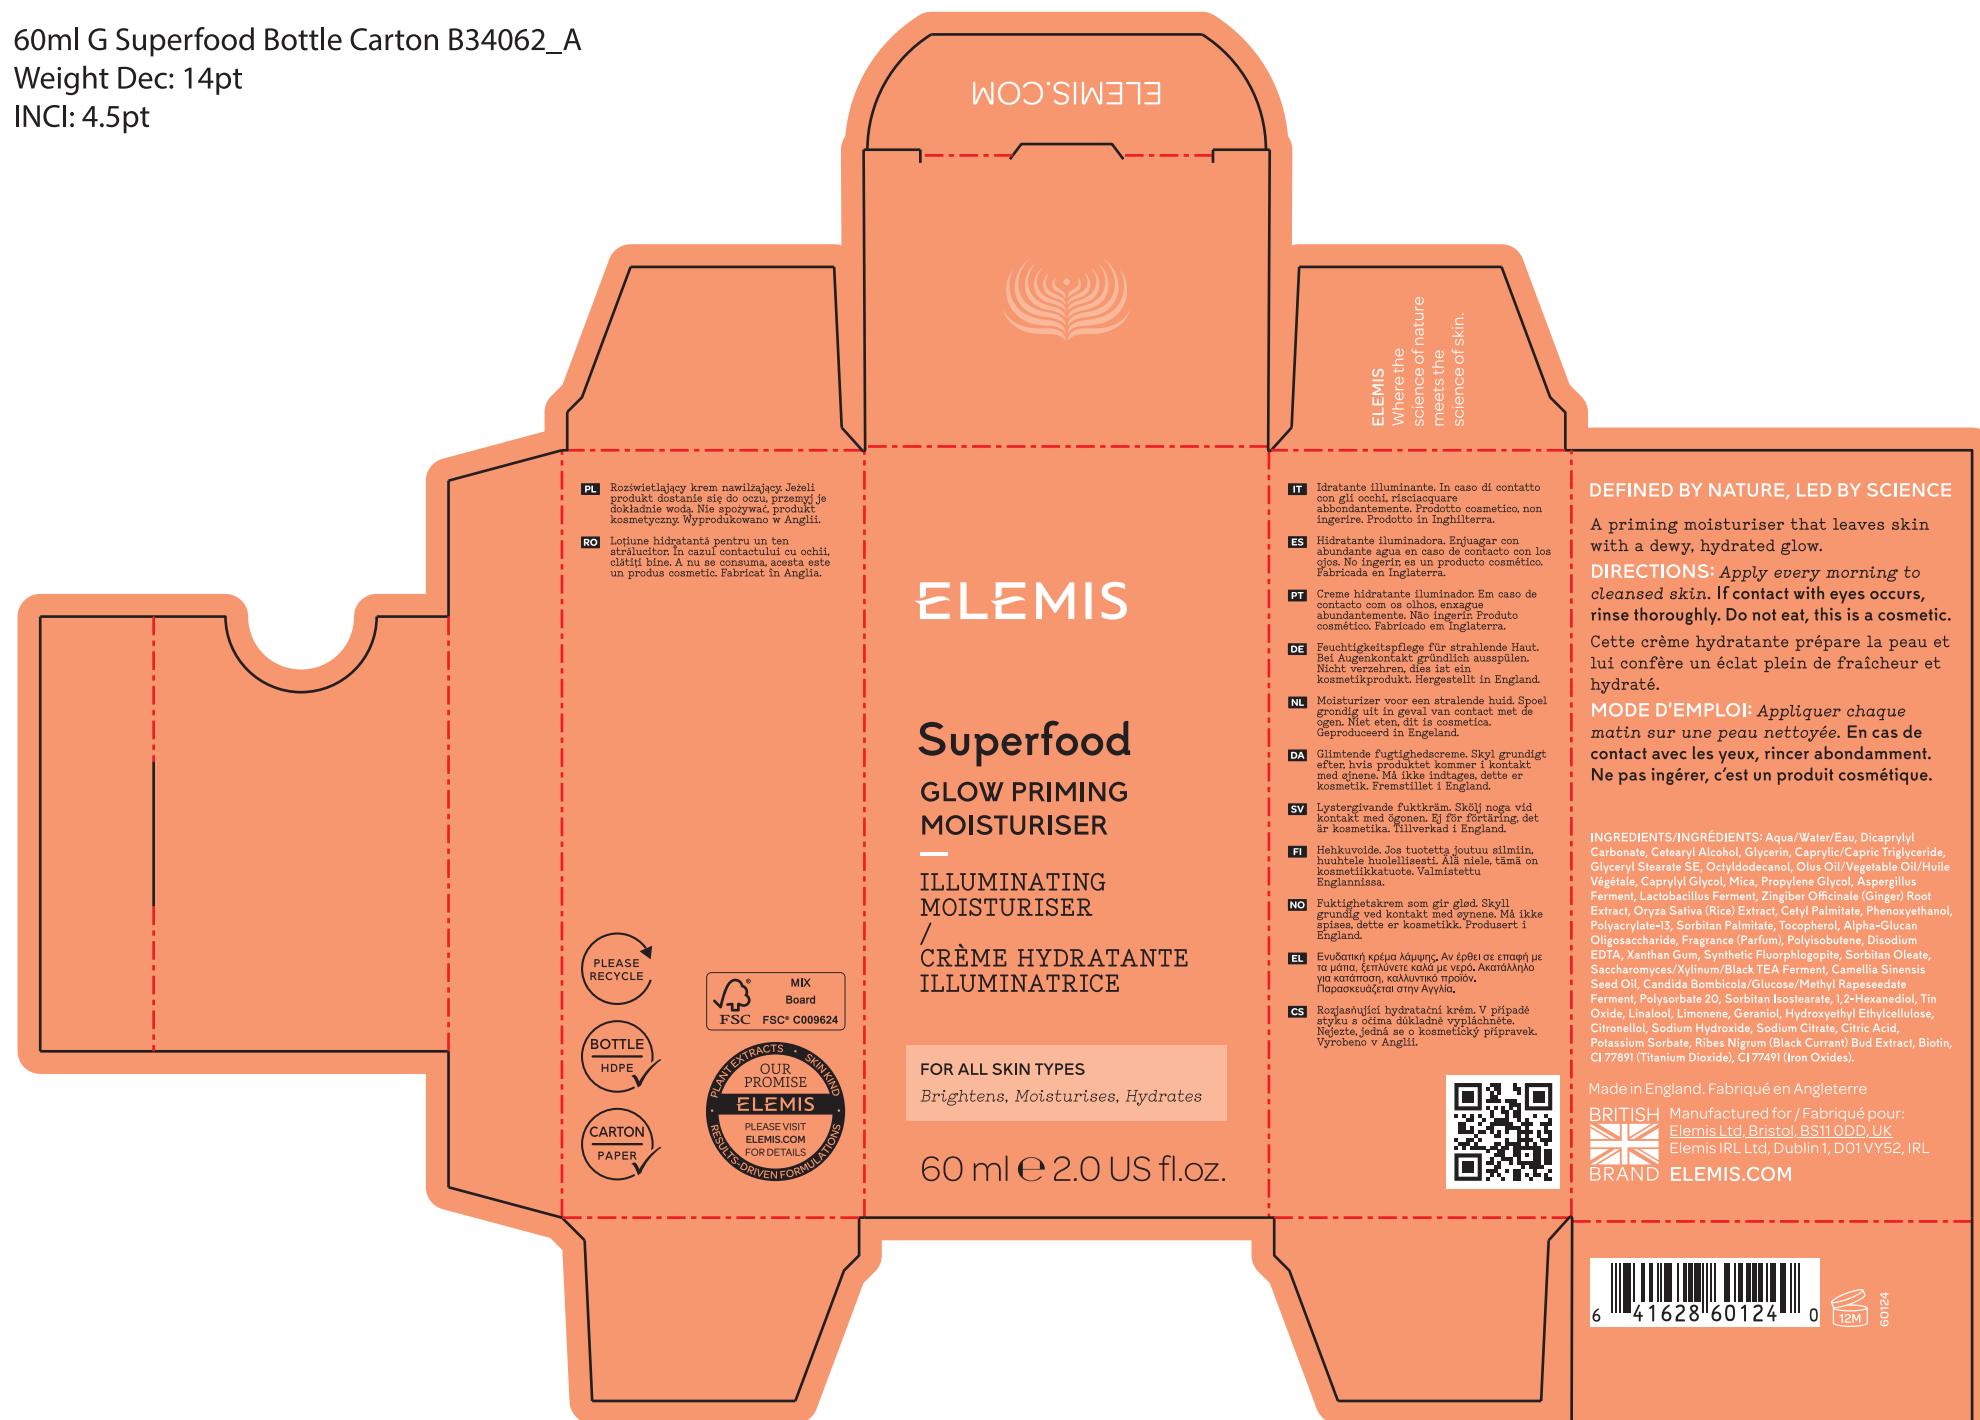 60ml G Superfood Bottle Carton B34062_A
Weight Dec: 14pt
INCI: 4.5pt
ELEMIS.COM
ELEMIS
Where the
science of nature
meets the
science of skin.
PL Rozświetlający krem nawilżający. Jeżeli
produkt dostanie się do oczu, przemyj je
dokładnie wodą. Nie spożywać, produkt
kosmetyczny. Wyprodukowano w Anglii.
RO Loțiune hidratantă pentru un ten
strălucitor. În cazul contactului cu ochii,
clătiți bine. A nu se consuma, acesta este
un produs cosmetic. Fabricat în Anglia.
PLEASE
RECYCLE
BOTTLE
HDPE
CARTON
PAPER
MIX
Board
FSC
FSC® C009624
PLANT EXTRACTS • SKIN KIND
OUR
PROMISE
ELEMIS
PLEASE VISIT
ELEMIS.COM
FOR DETAILS
RESULTS-DRIVEN FORMULATIONS
ELEMIS
Superfood
GLOW PRIMING
MOISTURISER
ILLUMINATING
MOISTURISER
/
CRÈME HYDRATANTE
ILLUMINATRICE
FOR ALL SKIN TYPES
Brightens, Moisturises, Hydrates
60 ml ℮ 2.0 US fl.oz.
IT Idratante illuminante. In caso di contatto
con gli occhi, risciacquare
abbondantemente. Prodotto cosmetico, non
ingerire. Prodotto in Inghilterra.
ES Hidratante iluminadora. Enjuagar con
abundante agua en caso de contacto con los
ojos. No ingerir, es un producto cosmético.
Fabricada en Inglaterra.
PT Creme hidratante iluminador. Em caso de
contacto com os olhos, enxague
abundantemente. Não ingerir. Produto
cosmético. Fabricado em Inglaterra.
DE Feuchtigkeitspflege für strahlende Haut.
Bei Augenkontakt gründlich ausspülen.
Nicht verzehren, dies ist ein
kosmetikprodukt. Hergestellt in England.
NL Moisturizer voor een stralende huid. Spoel
grondig uit in geval van contact met de
ogen. Niet eten, dit is cosmetica.
Geproduceerd in Engeland.
DA Glimtende fugtighedscreme. Skyl grundigt
efter, hvis produktet kommer i kontakt
med øjnene. Må ikke indtages, dette er
kosmetik. Fremstillet i England.
SV Lystergivande fuktkräm. Skölj noga vid
kontakt med ögonen. Ej för förtäring, det
är kosmetika. Tillverkad i England.
FI Hehkuvoide. Jos tuotetta joutuu silmiin,
huuhtele huolellisesti. Älä niele, tämä on
kosmetiikkatuote. Valmistettu
Englannissa.
NO Fuktighetskrem som gir glød. Skyll
grundig ved kontakt med øynene. Må ikke
spises, dette er kosmetikk. Produsert i
England.
EL Ενυδατική κρέμα λάμψης. Αν έρθει σε επαφή με
τα μάτια, ξεπλύνετε καλά με νερό. Ακατάλληλο
για κατάποση, καλλυντικό προϊόν.
Παρασκευάζεται στην Αγγλία.
CS Rozjasňující hydratační krém. V případě
styku s očima důkladně vypláchněte.
Nejezte, jedná se o kosmetický přípravek.
Vyrobeno v Anglii.
DEFINED BY NATURE, LED BY SCIENCE
A priming moisturiser that leaves skin
with a dewy, hydrated glow.
DIRECTIONS: Apply every morning to
cleansed skin. If contact with eyes occurs,
rinse thoroughly. Do not eat, this is a cosmetic.
Cette crème hydratante prépare la peau et
lui confère un éclat plein de fraîcheur et
hydraté.
MODE D'EMPLOI: Appliquer chaque
matin sur une peau nettoyée. En cas de
contact avec les yeux, rincer abondamment.
Ne pas ingérer, c'est un produit cosmétique.
INGREDIENTS/INGRÉDIENTS: Aqua/Water/Eau, Dicaprylyl
Carbonate, Cetearyl Alcohol, Glycerin, Caprylic/Capric Triglyceride,
Glyceryl Stearate SE, Octyldodecanol, Olus Oil/Vegetable Oil/Huile
Végétale, Caprylyl Glycol, Mica, Propylene Glycol, Aspergillus
Ferment, Lactobacillus Ferment, Zingiber Officinale (Ginger) Root
Extract, Oryza Sativa (Rice) Extract, Cetyl Palmitate, Phenoxyethanol,
Polyacrylate-13, Sorbitan Palmitate, Tocopherol, Alpha-Glucan
Oligosaccharide, Fragrance (Parfum), Polyisobutene, Disodium
EDTA, Xanthan Gum, Synthetic Fluorphlogopite, Sorbitan Oleate,
Saccharomyces/Xylinum/Black TEA Ferment, Camellia Sinensis
Seed Oil, Candida Bombicola/Glucose/Methyl Rapeseedate
Ferment, Polysorbate 20, Sorbitan Isostearate, 1,2-Hexanediol, Tin
Oxide, Linalool, Limonene, Geraniol, Hydroxyethyl Ethylcellulose,
Citronellol, Sodium Hydroxide, Sodium Citrate, Citric Acid,
Potassium Sorbate, Ribes Nigrum (Black Currant) Bud Extract, Biotin,
CI 77891 (Titanium Dioxide), CI 77491 (Iron Oxides).
Made in England. Fabriqué en Angleterre
BRITISH
BRAND
Manufactured for / Fabriqué pour:
Elemis Ltd, Bristol, BS11 0DD, UK
Elemis IRL Ltd, Dublin 1, D01 VY52, IRL
ELEMIS.COM
6 41628 60124 0
12M
60124